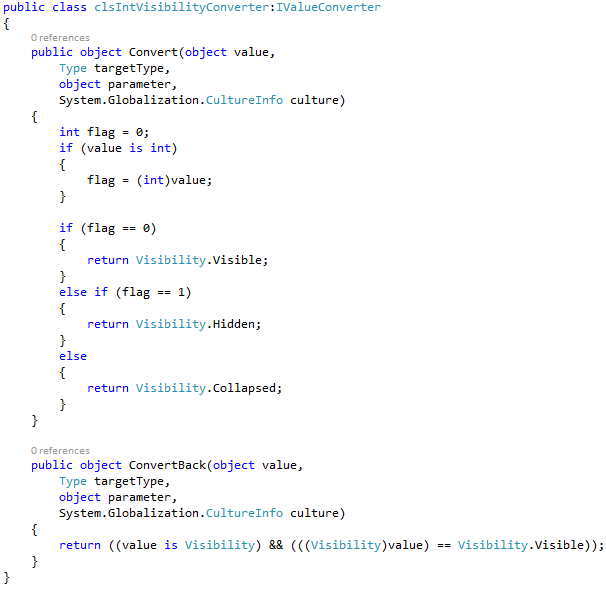 public class clsIntVisibilityConverter:IValueConverter
{
    0 references
    public object Convert(object value,
        Type targetType,
        object parameter,
        System.Globalization.CultureInfo culture)
    {
        int flag = 0;
        if (value is int)
        {
            flag = (int)value;
        }

        if (flag == 0)
        {
            return Visibility.Visible;
        }
        else if (flag == 1)
        {
            return Visibility.Hidden;
        }
        else
        {
            return Visibility.Collapsed;
        }
    }

    0 references
    public object ConvertBack(object value,
        Type targetType,
        object parameter,
        System.Globalization.CultureInfo culture)
    {
        return ((value is Visibility) && (((Visibility)value) == Visibility.Visible));
    }
}